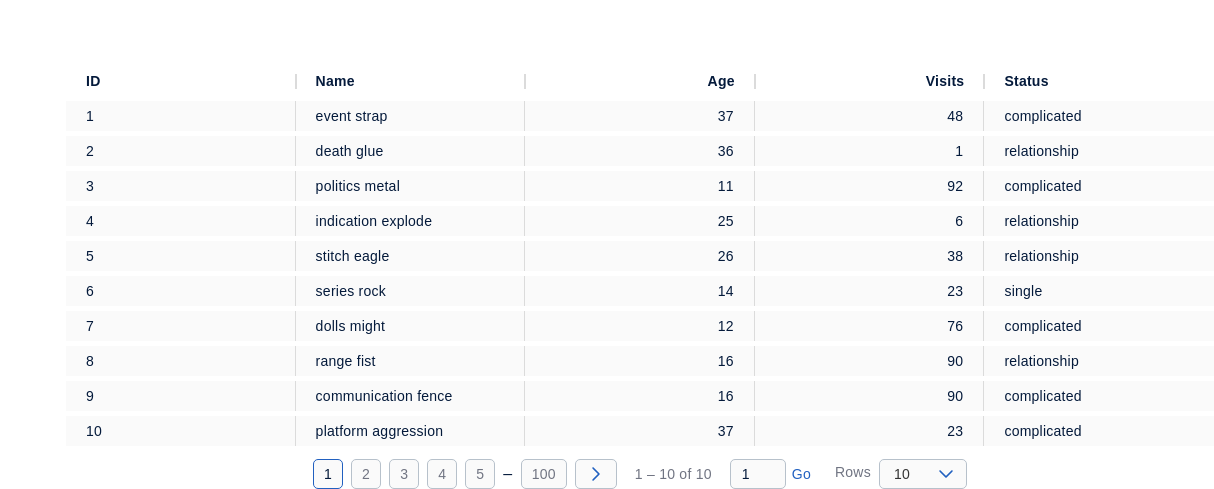 ID Name Age Visits Status
1 event strap 37 48 complicated
2 death glue 36 1 relationship
3 politics metal 11 92 complicated
4 indication explode 25 6 relationship
5 stitch eagle 26 38 relationship
6 series rock 14 23 single
7 dolls might 12 76 complicated
8 range fist 16 90 relationship
9 communication fence 16 90 complicated
10 platform aggression 37 23 complicated
1 2 3 4 5 – 100 1 – 10 of 10 1 Go Rows 10